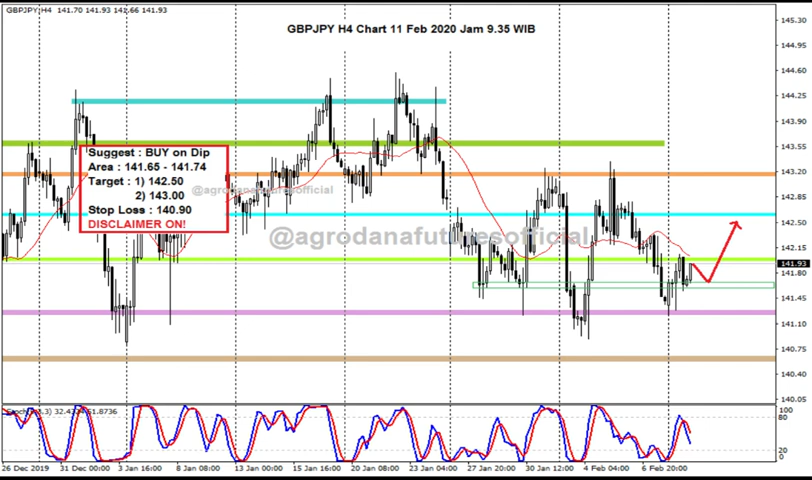 GBPJPY,H4 141.70 141.93 141.66 141.93
GBPJPY H4 Chart 11 Feb 2020 Jam 9.35 WIB
Suggest : BUY on Dip
Area : 141.65 - 141.74
Target : 1) 142.50
2) 143.00
Stop Loss : 140.90
DISCLAIMER ON!
@agrodanafuturesofficial
@agrodanafuturesofficial
145.30
144.95
144.60
144.25
143.90
143.55
143.20
142.85
142.50
142.15
141.93
141.80
141.45
141.10
140.75
140.40
140.05
100
80
20
0
26 Dec 2019
31 Dec 00:00
3 Jan 16:00
8 Jan 08:00
13 Jan 00:00
15 Jan 16:00
20 Jan 08:00
23 Jan 04:00
27 Jan 20:00
30 Jan 12:00
4 Feb 04:00
6 Feb 20:00